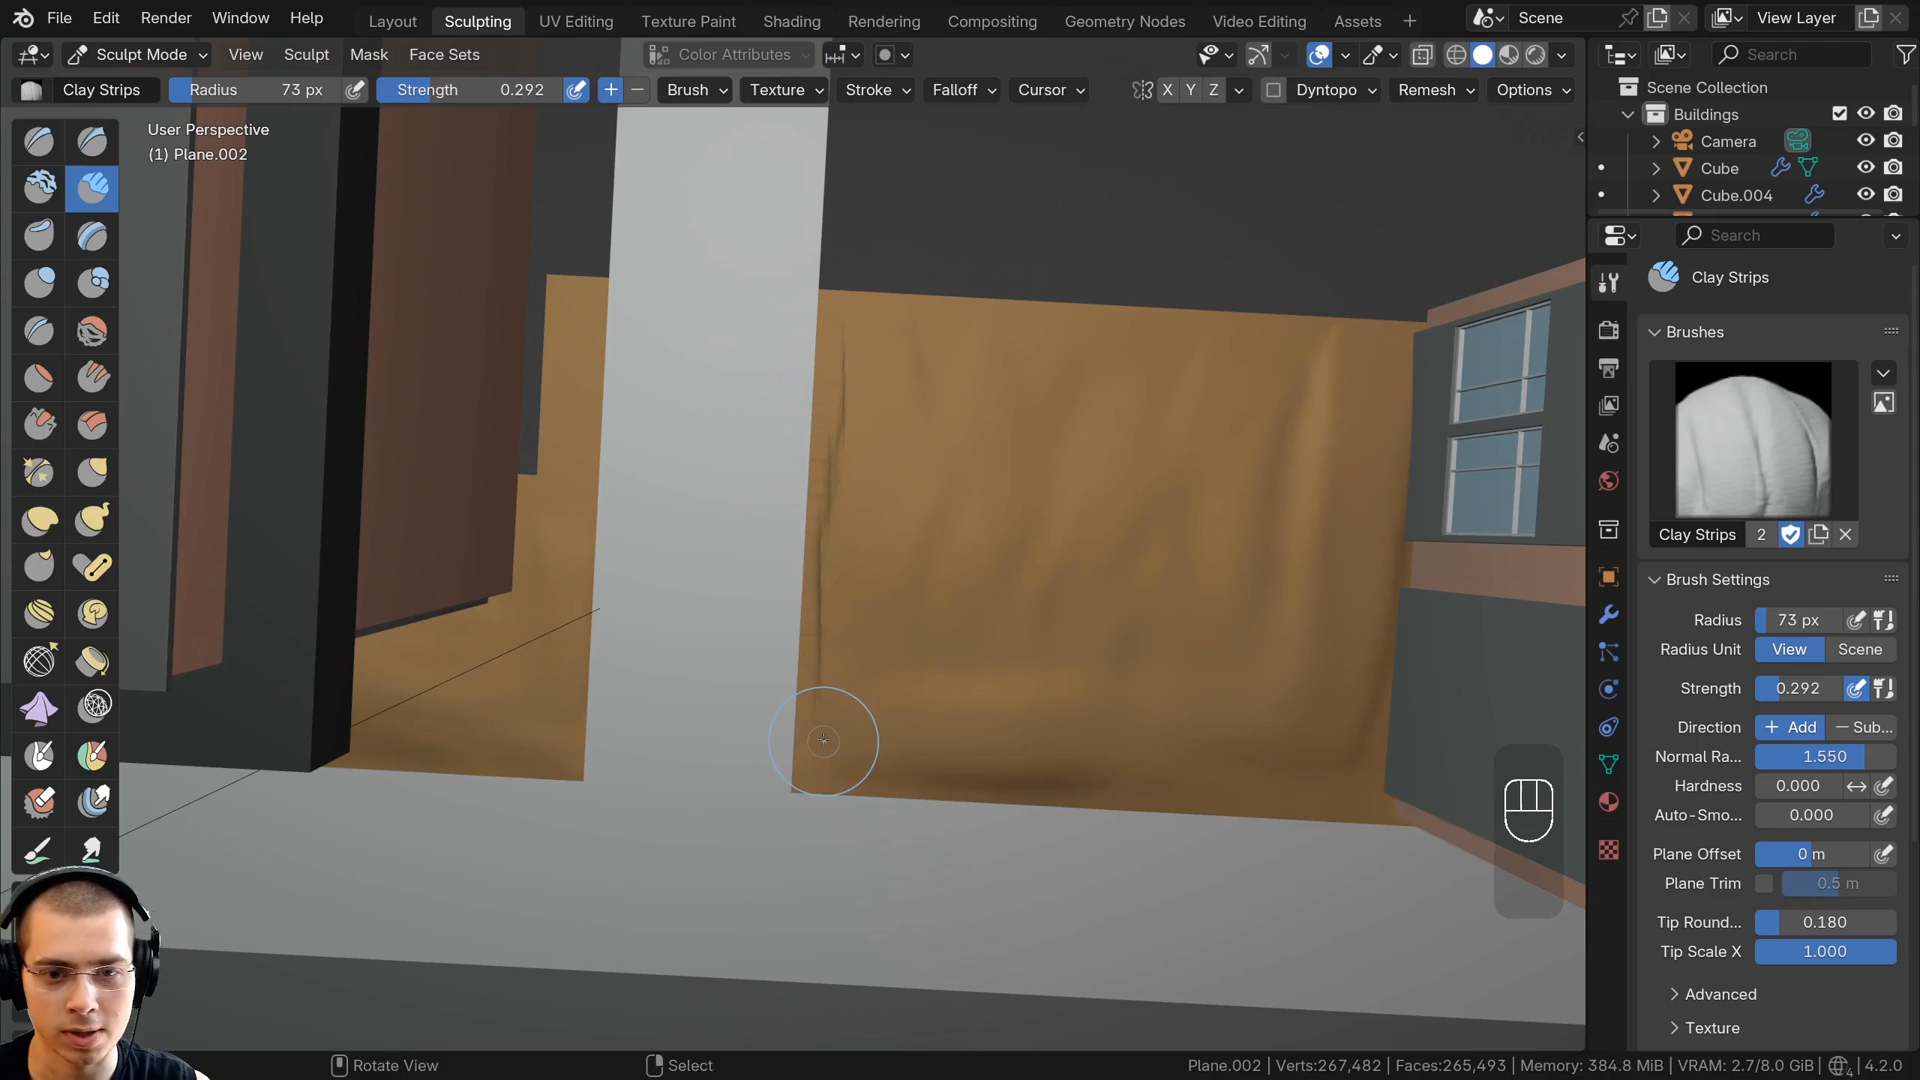 File Edit Render Window Help Layout Sculpting UV Editing Texture Paint Shading Rendering Compositing Geometry Nodes Video Editing Assets Scene View Layer
Sculpt Mode View Sculpt Mask Face Sets Color Attributes Search
Clay Strips Radius 73 px Strength 0.292 Brush Texture Stroke Falloff Cursor X Y Z Dyntopo Remesh Options
Scene Collection
Buildings
Camera
Cube
Cube.004
User Perspective
(1) Plane.002
Search
Clay Strips
Brushes
Clay Strips 2
Brush Settings
Radius 73 px
Radius Unit View Scene
Strength 0.292
Direction Add Sub...
Normal Ra... 1.550
Hardness 0.000
Auto-Smo... 0.000
Plane Offset 0 m
Plane Trim 0.5 m
Tip Round... 0.180
Tip Scale X 1.000
Advanced
Texture
Rotate View Select Plane.002 | Verts:267,482 | Faces:265,493 | Memory: 384.8 MiB | VRAM: 2.7/8.0 GiB | 4 | 4.2.0